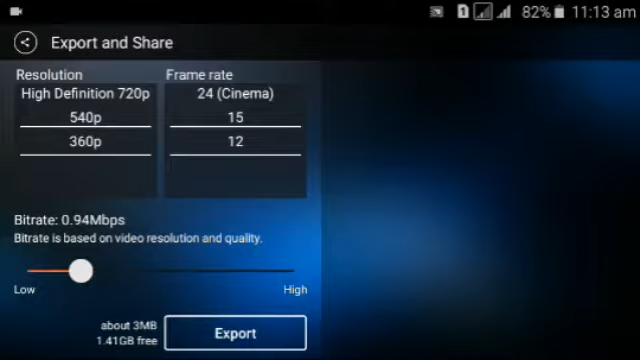 82% 11:13 am
Export and Share
Resolution Frame rate
High Definition 720p 24 (Cinema)
540p 15
360p 12
Bitrate: 0.94Mbps
Bitrate is based on video resolution and quality.
Low High
about 3MB
1.41GB free
Export